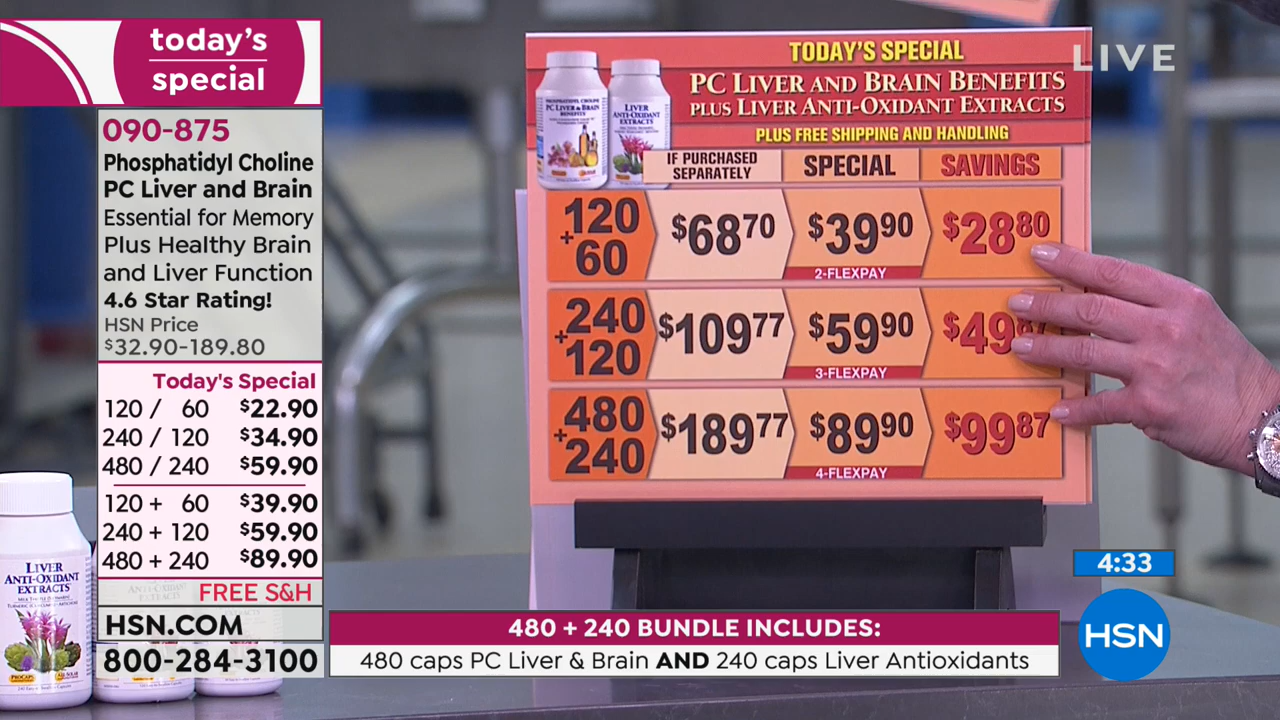 today's
special
090-875
Phosphatidyl Choline
PC Liver and Brain
Essential for Memory
Plus Healthy Brain
and Liver Function
4.6 Star Rating!
HSN Price
$32.90-189.80
Today's Special
120 / 60 $22.90
240 / 120 $34.90
480 / 240 $59.90
120 + 60 $39.90
240 + 120 $59.90
480 + 240 $89.90
FREE S&H
HSN.COM
800-284-3100
LIVER
ANTI-OXIDANT
EXTRACTS
LIVE
TODAY'S SPECIAL
PC LIVER AND BRAIN BENEFITS
PLUS LIVER ANTI-OXIDANT EXTRACTS
PLUS FREE SHIPPING AND HANDLING
PHOSPHATIDYL CHOLINE
PC LIVER & BRAIN
BENEFITS
LIVER
ANTI-OXIDANT
EXTRACTS
IF PURCHASED SEPARATELY SPECIAL SAVINGS
120 + 60 $68.70 $39.90 $28.80
2-FLEXPAY
240 + 120 $109.77 $59.90 $49.87
3-FLEXPAY
480 + 240 $189.77 $89.90 $99.87
4-FLEXPAY
4:33
HSN
480 + 240 BUNDLE INCLUDES:
480 caps PC Liver & Brain AND 240 caps Liver Antioxidants